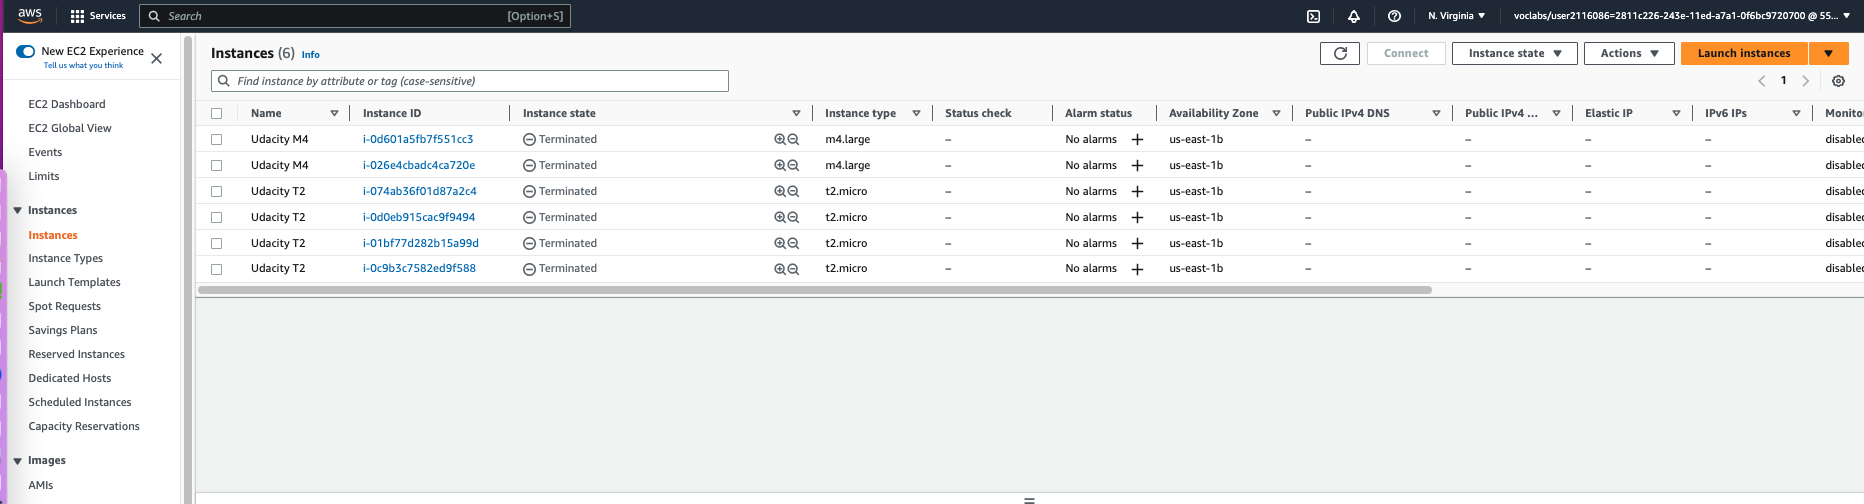 aws Services Search [Option+S] N. Virginia voclabs/user2116086=2811c226-243e-11ed-a7a1-0f6bc9720700 @ 55...
New EC2 Experience
Tell us what you think
EC2 Dashboard
EC2 Global View
Events
Limits
Instances
Instances
Instance Types
Launch Templates
Spot Requests
Savings Plans
Reserved Instances
Dedicated Hosts
Scheduled Instances
Capacity Reservations
Images
AMIs
Instances (6) Info Connect Instance state Actions Launch instances
Find instance by attribute or tag (case-sensitive) 1
Name Instance ID Instance state Instance type Status check Alarm status Availability Zone Public IPv4 DNS Public IPv4 ... Elastic IP IPv6 IPs Monito
Udacity M4 i-0d601a5fb7f551cc3 Terminated m4.large – No alarms + us-east-1b – – – – disabled
Udacity M4 i-026e4cbadc4ca720e Terminated m4.large – No alarms + us-east-1b – – – – disabled
Udacity T2 i-074ab36f01d87a2c4 Terminated t2.micro – No alarms + us-east-1b – – – – disabled
Udacity T2 i-0d0eb915cac9f9494 Terminated t2.micro – No alarms + us-east-1b – – – – disabled
Udacity T2 i-01bf77d282b15a99d Terminated t2.micro – No alarms + us-east-1b – – – – disabled
Udacity T2 i-0c9b3c7582ed9f588 Terminated t2.micro – No alarms + us-east-1b – – – – disabled